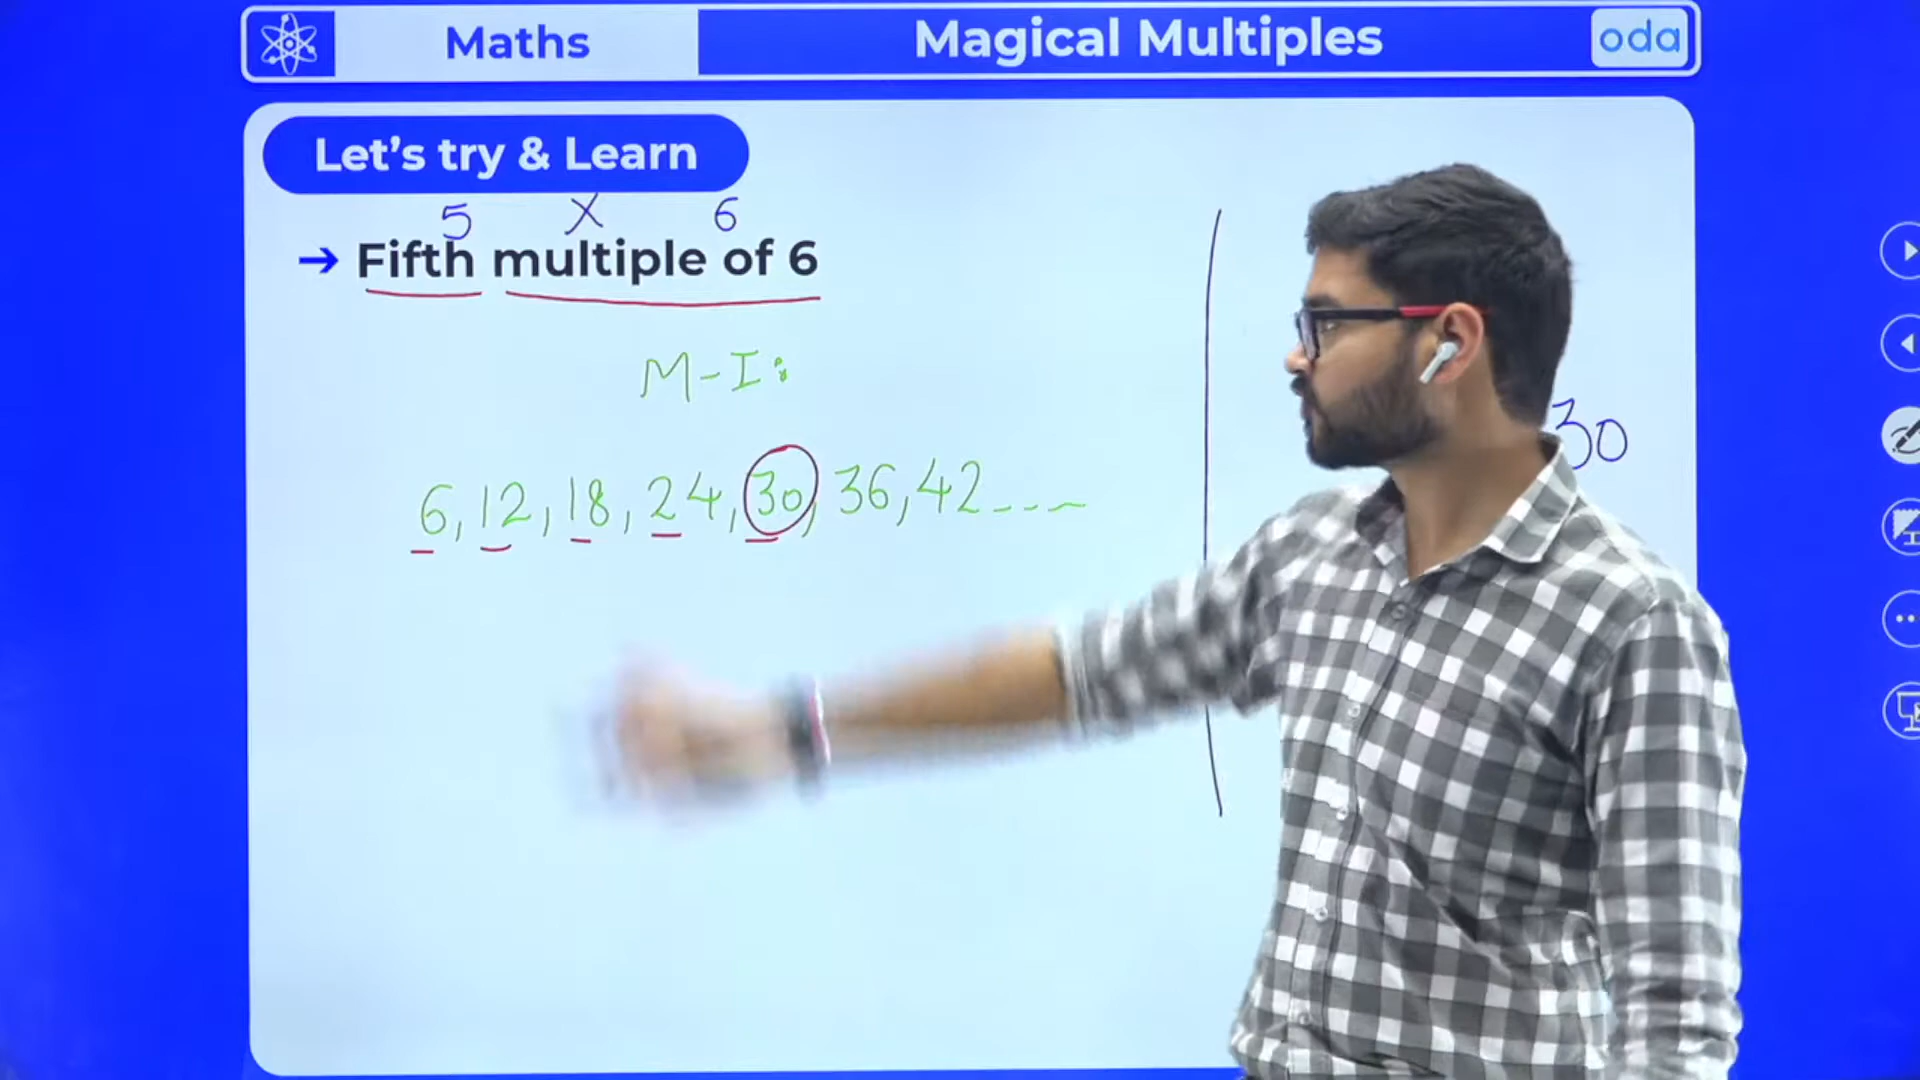 Maths
Magical Multiples
oda
Let's try & Learn
5 X 6
→ Fifth multiple of 6
M-I:
6, 12, 18, 24, 30, 36, 42---
30